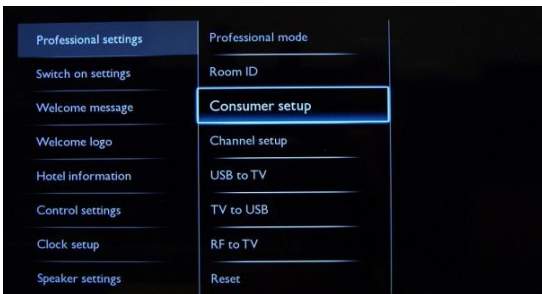 Professional settings
Switch on settings
Welcome message
Welcome logo
Hotel information
Control settings
Clock setup
Speaker settings
Professional mode
Room ID
Consumer setup
Channel setup
USB to TV
TV to USB
RF to TV
Reset